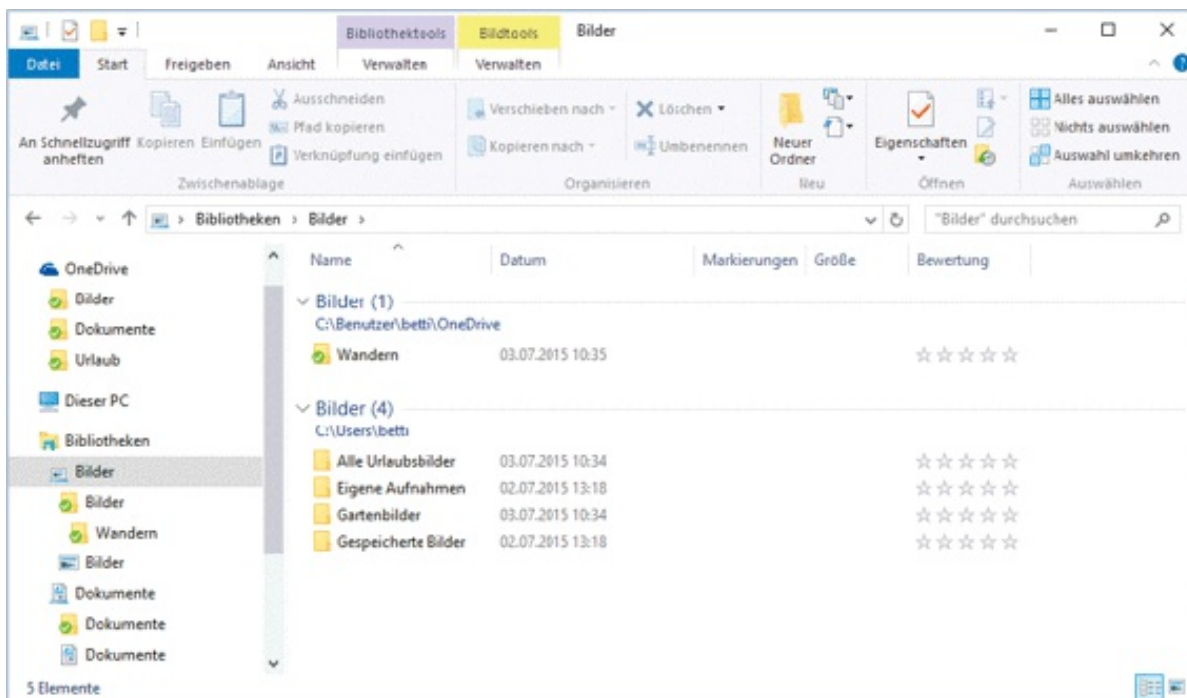 Bibliothektools Bildtools Bilder
Datei Start Freigeben Ansicht Verwalten Verwalten
An Schnellzugriff anheften
Kopieren
Einfügen
Ausschneiden
Pfad kopieren
Verknüpfung einfügen
Zwischenablage
Verschieben nach
Kopieren nach
Löschen
Umbenennen
Organisieren
Neuer
Ordner
Neu
Eigenschaften
Öffnen
Alles auswählen
Nichts auswählen
Auswahl umkehren
Auswählen
Bibliotheken > Bilder >
"Bilder" durchsuchen
OneDrive
Bilder
Dokumente
Urlaub
Dieser PC
Bibliotheken
Bilder
Bilder
Wandern
Bilder
Dokumente
Dokumente
Dokumente
Name Datum Markierungen Größe Bewertung
Bilder (1)
C:\Benutzer\betti\OneDrive
Wandern 03.07.2015 10:35
Bilder (4)
C:\Users\betti
Alle Urlaubsbilder 03.07.2015 10:34
Eigene Aufnahmen 02.07.2015 13:18
Gartenbilder 03.07.2015 10:34
Gespeicherte Bilder 02.07.2015 13:18
5 Elemente